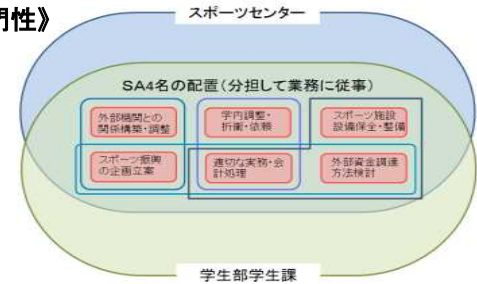 門性》
スポーツセンター
SA4名の配置(分担して業務に従事)
外部機関との
関係構築・調整
学内調整・
折衝・依頼
スポーツ施設
設備保全・整備
スポーツ振興
の企画立案
適切な実務・会
計処理
外部資金調達
方法検討
学生部学生課